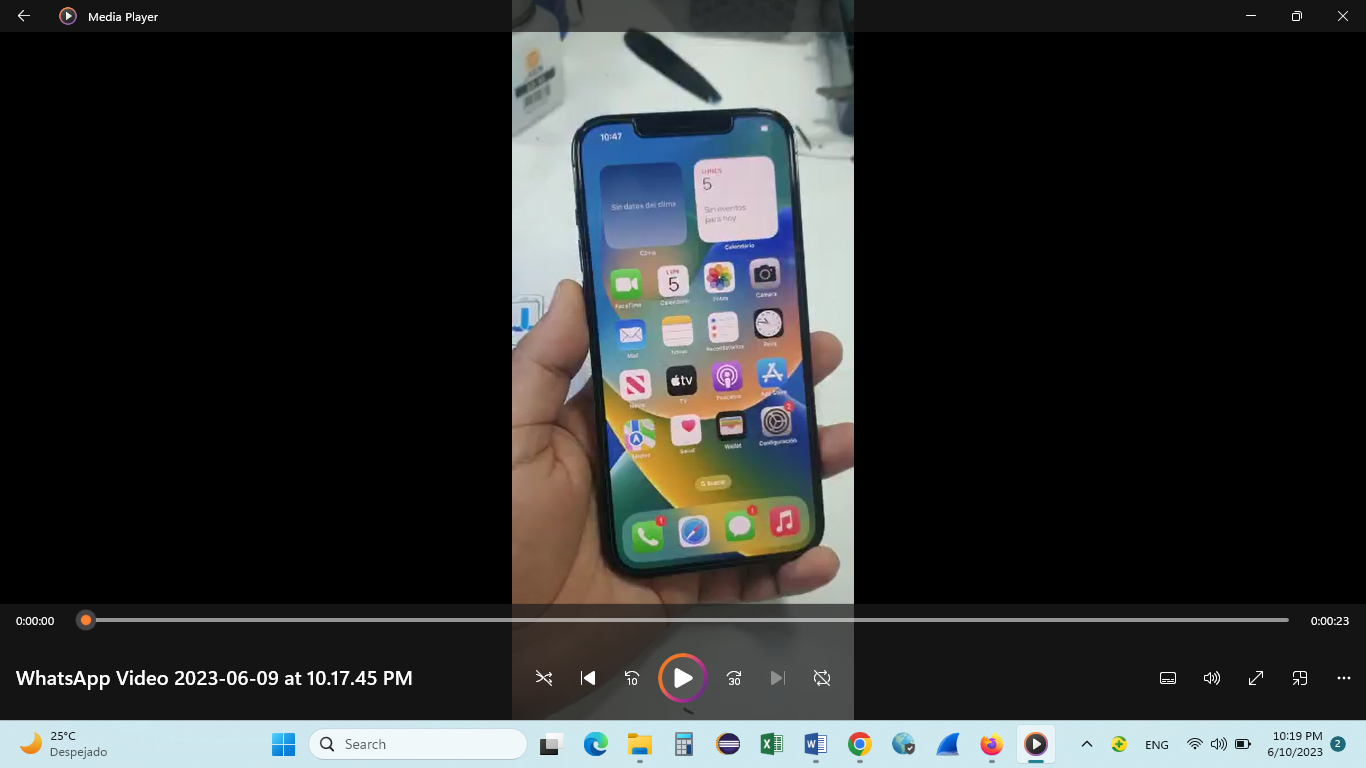 Media Player
10:47
LUNES
5
Sin datos del clima
Sin eventos
para hoy
Clima
Calendario
LUN
5
FaceTime
Calendario
Fotos
Cámara
Mail
Notas
Recordatorios
Reloj
tv
News
TV
Podcasts
App Store
2
Mapas
Salud
Wallet
Configuración
Buscar
1
1
0:00:00
0:00:23
WhatsApp Video 2023-06-09 at 10.17.45 PM
10
30
25°C
Despejado
Search
ENG
10:19 PM
6/10/2023
2